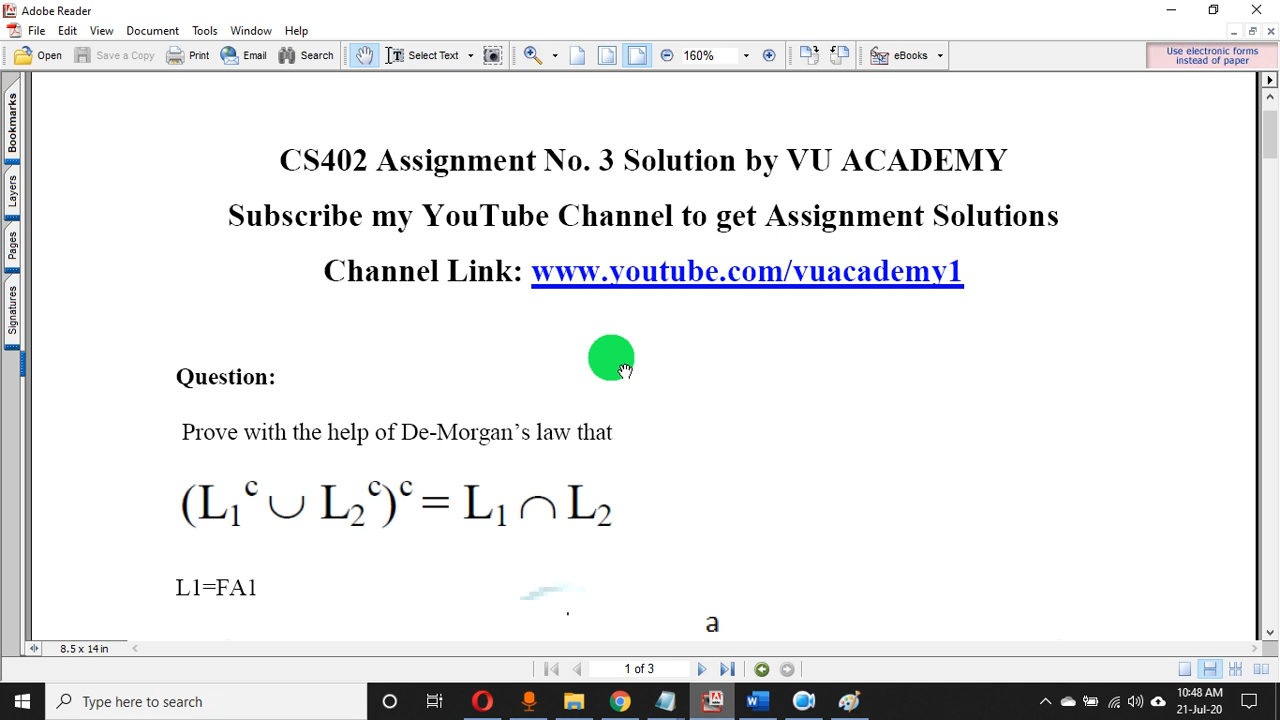 Adobe Reader
File Edit View Document Tools Window Help
Open Save a Copy Print Email Search Select Text 160% eBooks
Use electronic forms
instead of paper
Bookmarks
Layers
Pages
Signatures
CS402 Assignment No. 3 Solution by VU ACADEMY
Subscribe my YouTube Channel to get Assignment Solutions
Channel Link: www.youtube.com/vuacademy1
Question:
Prove with the help of De-Morgan’s law that
(L₁ᶜ ∪ L₂ᶜ)ᶜ = L₁ ∩ L₂
L1=FA1
a
8.5 x 14 in
1 of 3
Type here to search
10:48 AM
21-Jul-20